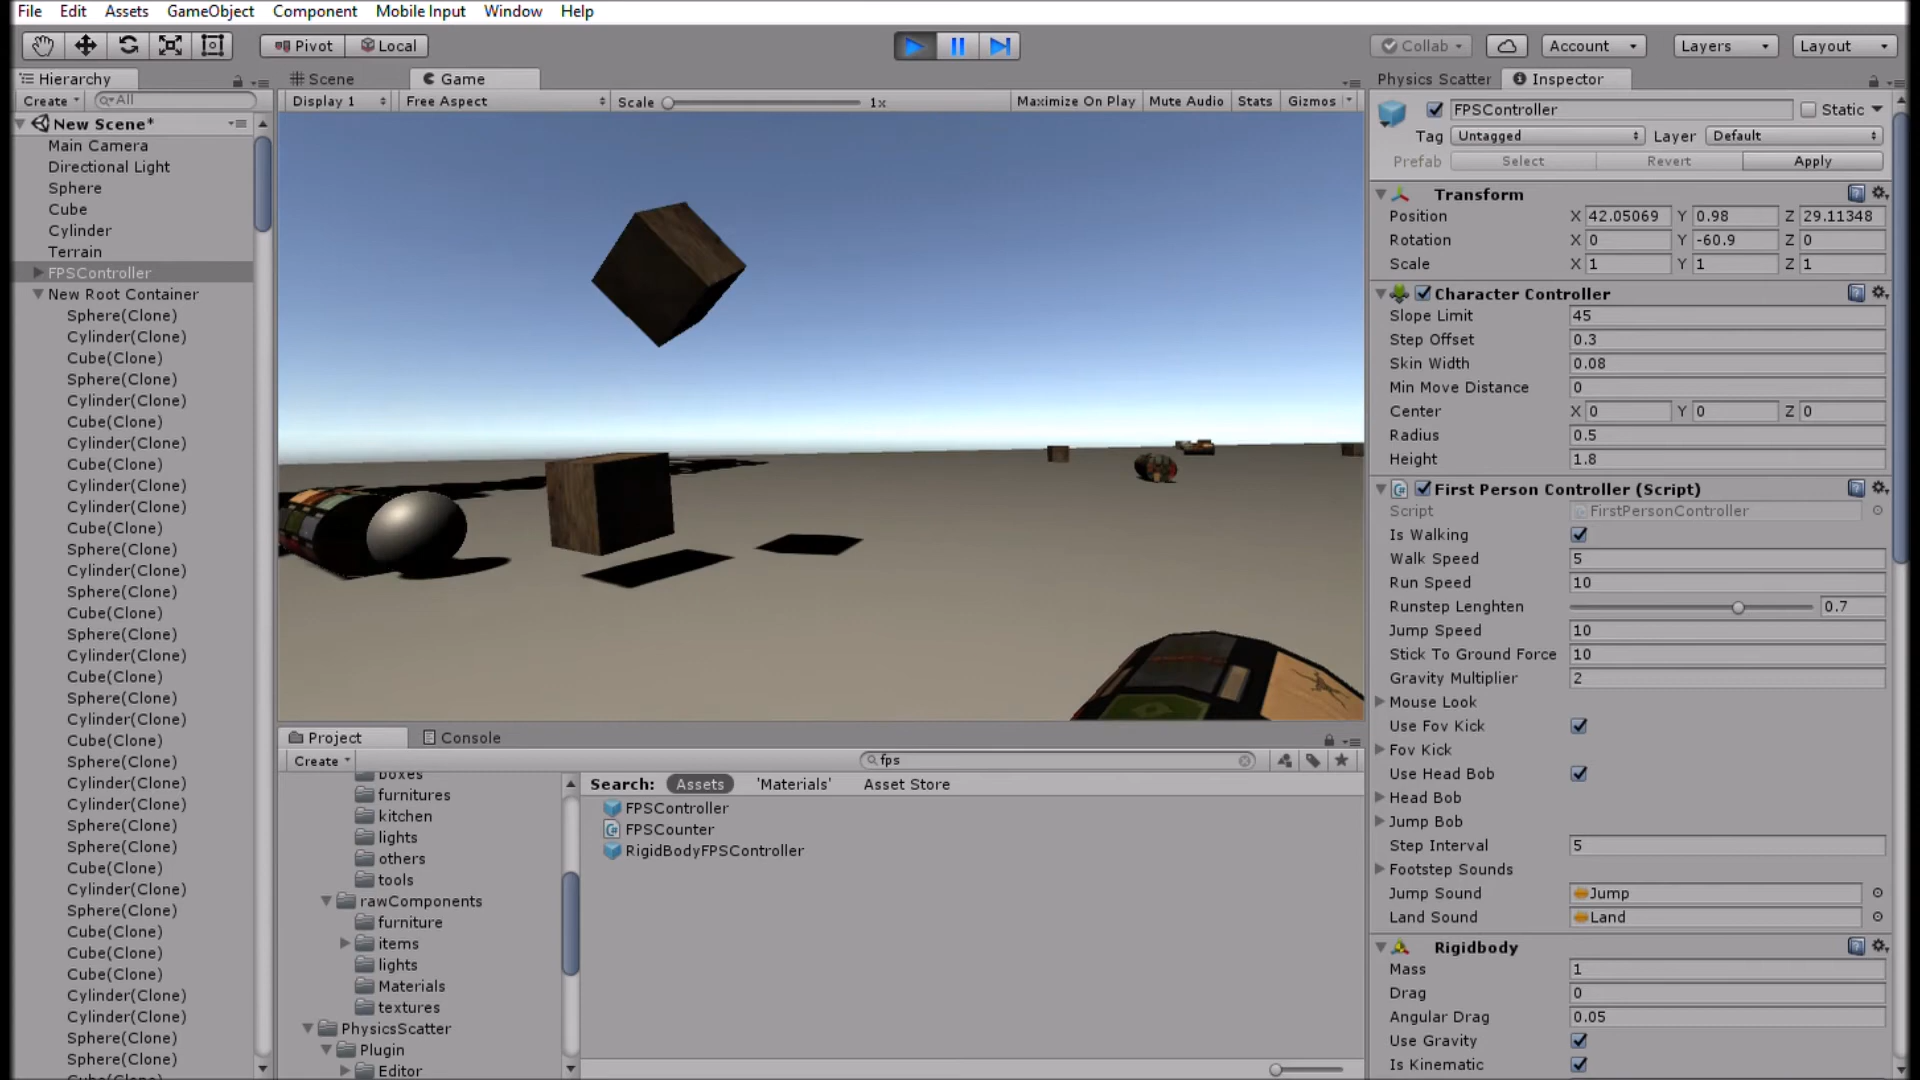 File Edit Assets GameObject Component Mobile Input Window Help
Pivot Local Collab Account Layers Layout
Hierarchy
Create All
New Scene*
Main Camera
Directional Light
Sphere
Cube
Cylinder
Terrain
FPSController
New Root Container
Sphere(Clone)
Cylinder(Clone)
Cube(Clone)
Sphere(Clone)
Cylinder(Clone)
Cube(Clone)
Cylinder(Clone)
Cube(Clone)
Sphere(Clone)
Cylinder(Clone)
Cube(Clone)
Sphere(Clone)
Cylinder(Clone)
Sphere(Clone)
Cube(Clone)
Sphere(Clone)
Cylinder(Clone)
Cube(Clone)
Sphere(Clone)
Cylinder(Clone)
Cube(Clone)
Sphere(Clone)
Cylinder(Clone)
Cylinder(Clone)
Sphere(Clone)
Sphere(Clone)
Cube(Clone)
Cylinder(Clone)
Sphere(Clone)
Cube(Clone)
Cube(Clone)
Cube(Clone)
Cylinder(Clone)
Cylinder(Clone)
Sphere(Clone)
Sphere(Clone)
Cube(Clone)
Scene Game
Display 1 Free Aspect Scale 1x Maximize On Play Mute Audio Stats Gizmos
Project Console
Create fps
boxes
furnitures
kitchen
lights
others
tools
rawComponents
furniture
items
lights
Materials
textures
PhysicsScatter
Plugin
Editor
Search: Assets 'Materials' Asset Store
FPSController
FPSCounter
RigidBodyFPSController
Physics Scatter Inspector
FPSController Static
Tag Untagged Layer Default
Prefab Select Revert Apply
Transform
Position X 42.05069 Y 0.98 Z 29.11348
Rotation X 0 Y -60.9 Z 0
Scale X 1 Y 1 Z 1
Character Controller
Slope Limit 45
Step Offset 0.3
Skin Width 0.08
Min Move Distance 0
Center X 0 Y 0 Z 0
Radius 0.5
Height 1.8
First Person Controller (Script)
Script FirstPersonController
Is Walking
Walk Speed 5
Run Speed 10
Runstep Lenghten 0.7
Jump Speed 10
Stick To Ground Force 10
Gravity Multiplier 2
Mouse Look
Use Fov Kick
Fov Kick
Use Head Bob
Head Bob
Jump Bob
Step Interval 5
Footstep Sounds
Jump Sound Jump
Land Sound Land
Rigidbody
Mass 1
Drag 0
Angular Drag 0.05
Use Gravity
Is Kinematic